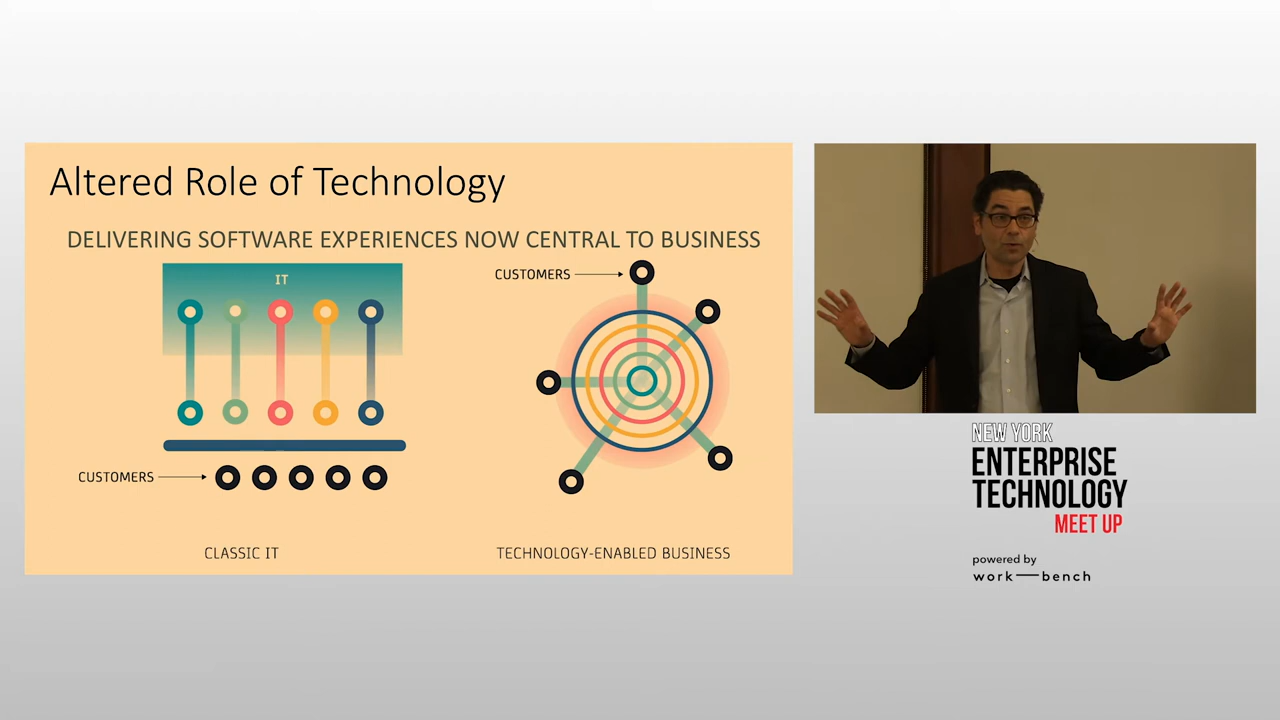 Altered Role of Technology
DELIVERING SOFTWARE EXPERIENCES NOW CENTRAL TO BUSINESS
IT
CUSTOMERS
CLASSIC IT
CUSTOMERS
TECHNOLOGY-ENABLED BUSINESS
NEW YORK
ENTERPRISE
TECHNOLOGY
MEET UP
powered by
work—bench